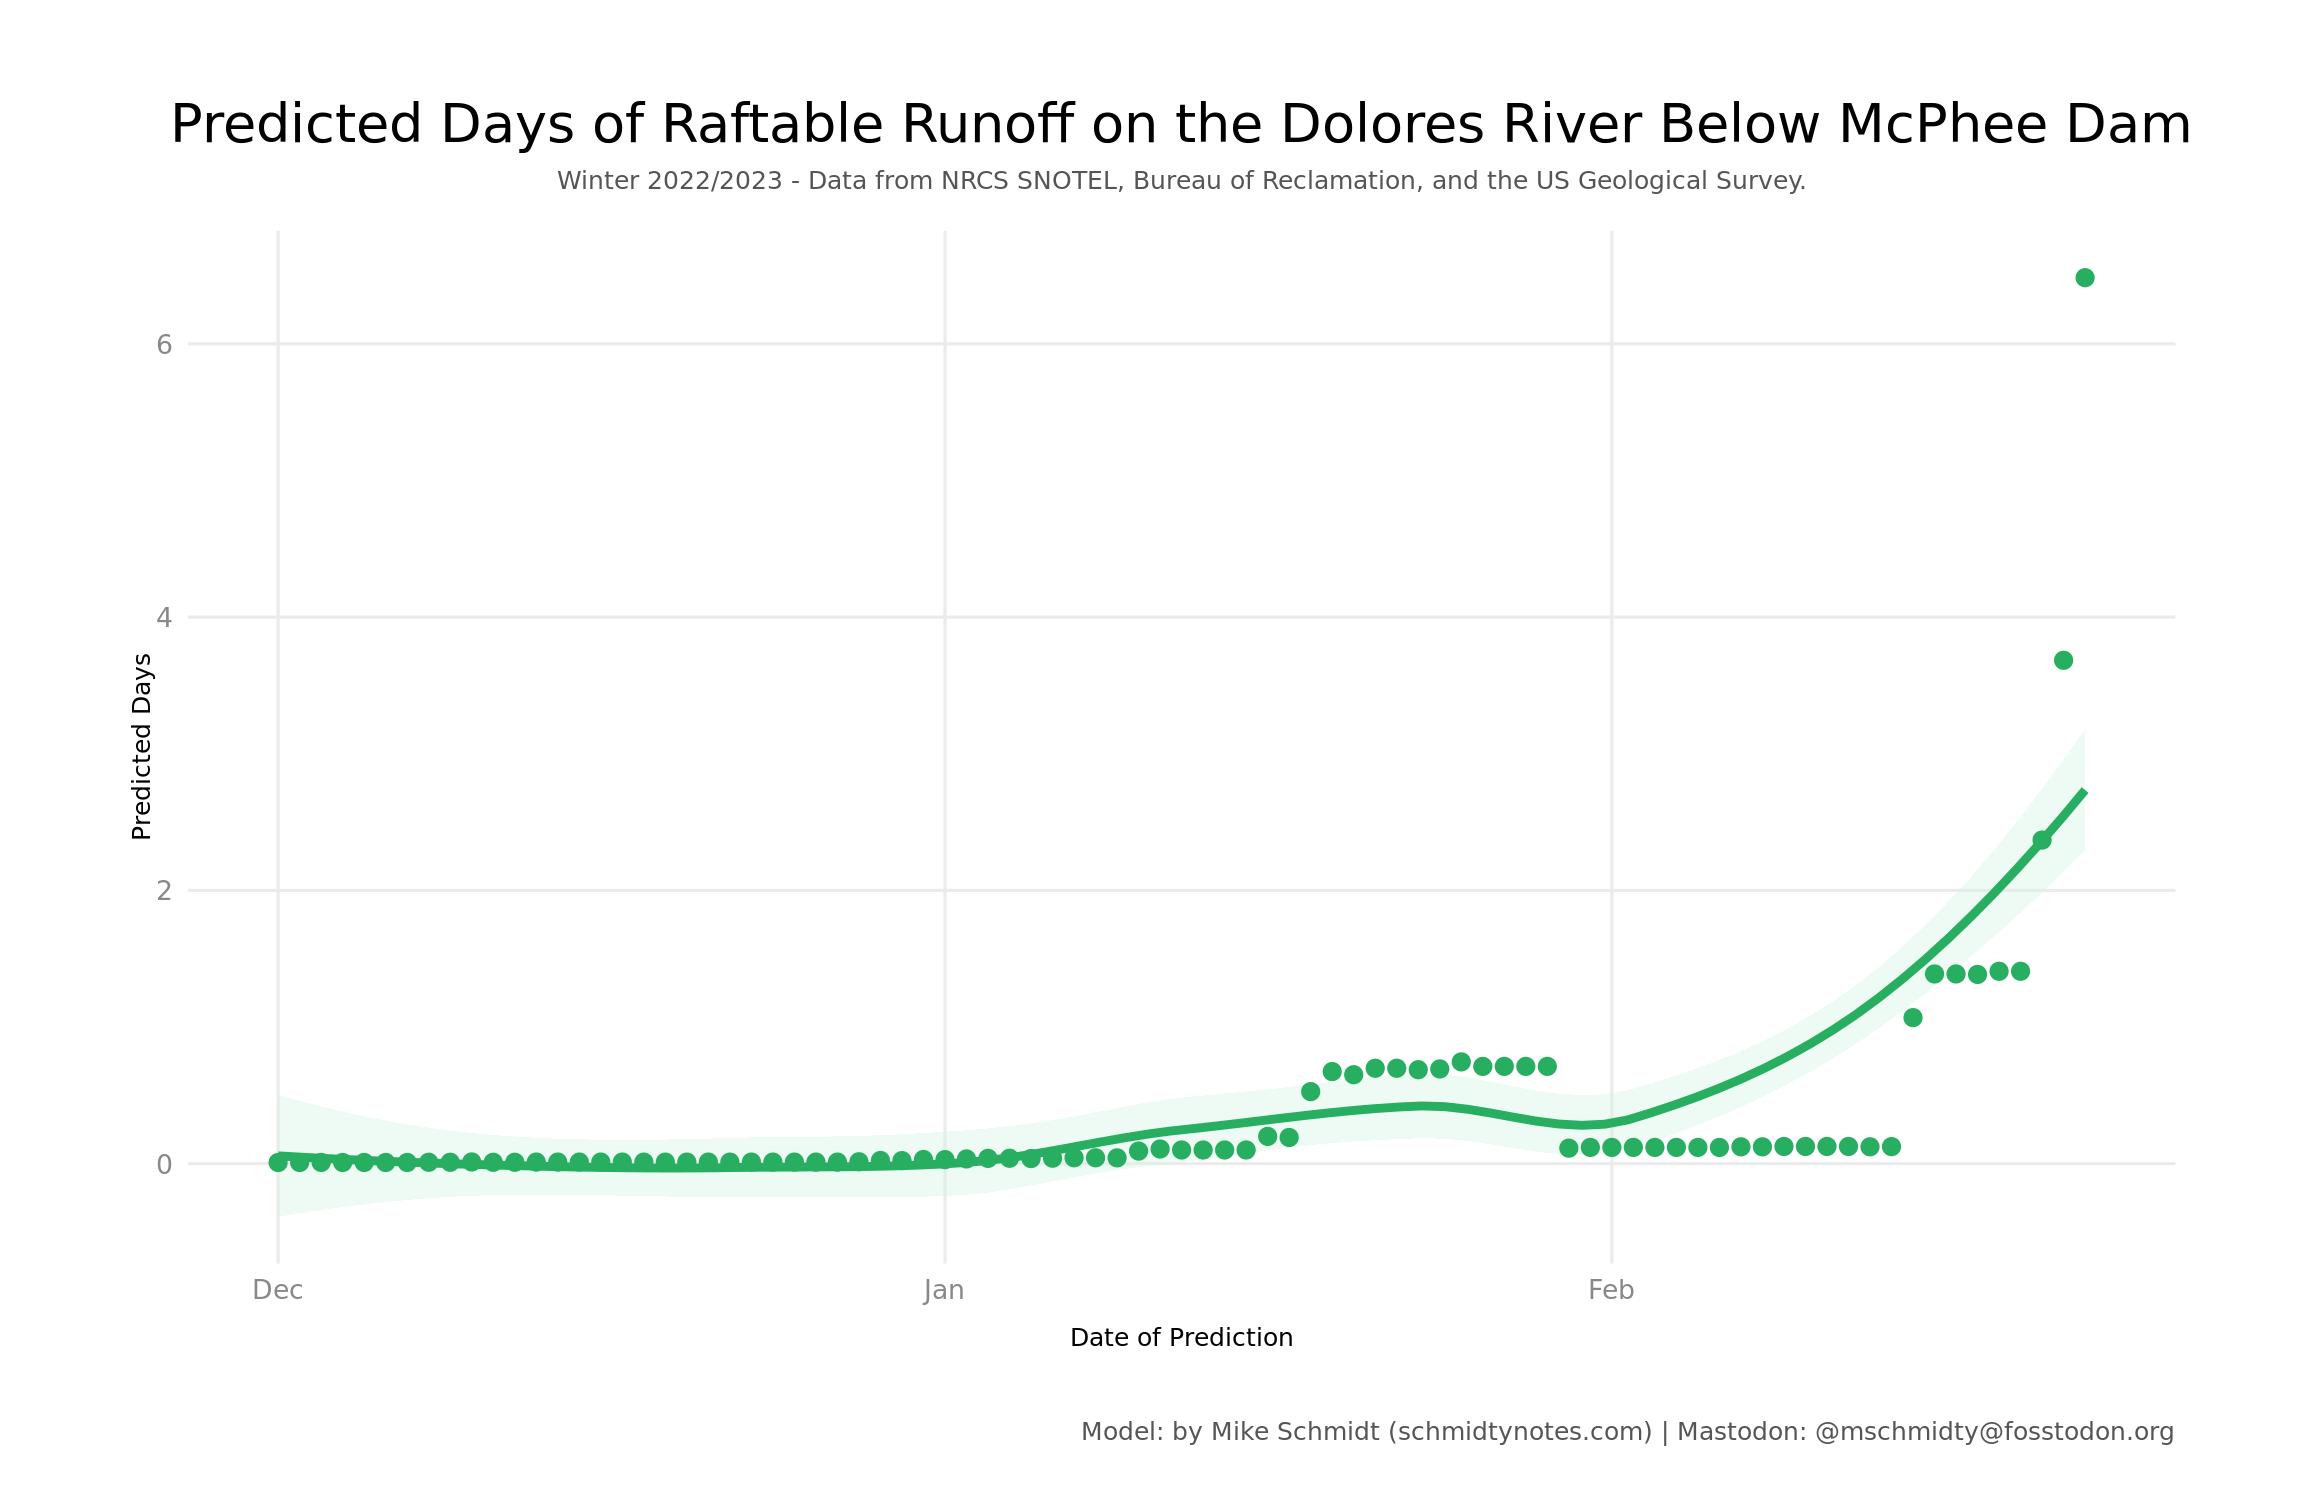 Predicted Days of Raftable Runoff on the Dolores River Below McPhee Dam
Winter 2022/2023 - Data from NRCS SNOTEL, Bureau of Reclamation, and the US Geological Survey.
Predicted Days
6
4
2
0
Dec
Jan
Feb
Date of Prediction
Model: by Mike Schmidt (schmidtynotes.com) | Mastodon: @mschmidty@fosstodon.org